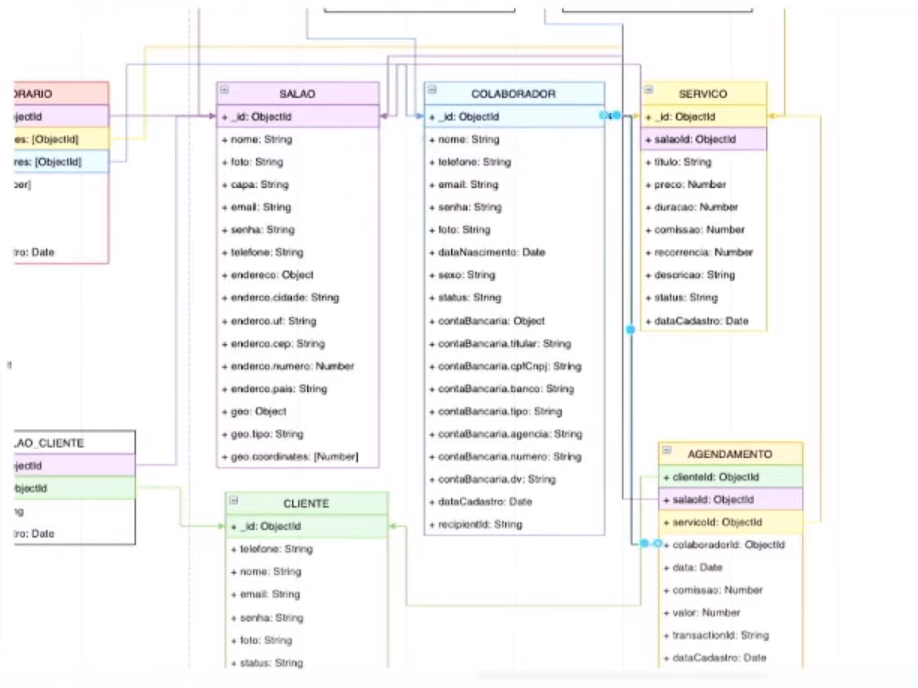 ORARIO
jectId
es: [ObjectId]
res: [ObjectId]
er]
tro: Date
LAO_CLIENTE
jectId
bjectId
ng
tro: Date
SALAO
+ _id: ObjectId
+ nome: String
+ foto: String
+ capa: String
+ email: String
+ senha: String
+ telefone: String
+ endereco: Object
+ enderco.cidade: String
+ enderco.uf: String
+ enderco.cep: String
+ enderco.numero: Number
+ enderco.pais: String
+ geo: Object
+ geo.tipo: String
+ geo.coordinates: [Number]
CLIENTE
+ _id: ObjectId
+ telefone: String
+ nome: String
+ email: String
+ senha: String
+ foto: String
+ status: String
COLABORADOR
+ _id: ObjectId
+ nome: String
+ telefone: String
+ email: String
+ senha: String
+ foto: String
+ dataNascimento: Date
+ sexo: String
+ status: String
+ contaBancaria: Object
+ contaBancaria.titular: String
+ contaBancaria.cpfCnpj: String
+ contaBancaria.banco: String
+ contaBancaria.tipo: String
+ contaBancaria.agencia: String
+ contaBancaria.numero: String
+ contaBancaria.dv: String
+ dataCadastro: Date
+ recipientId: String
SERVICO
+ _id: ObjectId
+ salaoId: ObjectId
+ titulo: String
+ preco: Number
+ duracao: Number
+ comissao: Number
+ recorrencia: Number
+ descricao: String
+ status: String
+ dataCadastro: Date
AGENDAMENTO
+ clienteId: ObjectId
+ salaoId: ObjectId
+ servicoId: ObjectId
+ colaboradorId: ObjectId
+ data: Date
+ comissao: Number
+ valor: Number
+ transactionId: String
+ dataCadastro: Date